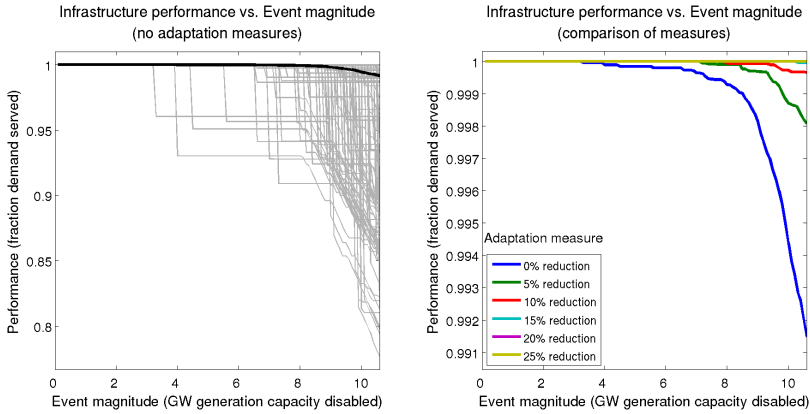 Infrastructure performance vs. Event magnitude
(no adaptation measures)
Performance (fraction demand served)
1
0.95
0.9
0.85
0.8
0
2
4
6
8
10
Event magnitude (GW generation capacity disabled)
Infrastructure performance vs. Event magnitude
(comparison of measures)
Performance (fraction demand served)
1
0.999
0.998
0.997
0.996
0.995
0.994
0.993
0.992
0.991
Adaptation measure
0% reduction
5% reduction
10% reduction
15% reduction
20% reduction
25% reduction
0
2
4
6
8
10
Event magnitude (GW generation capacity disabled)